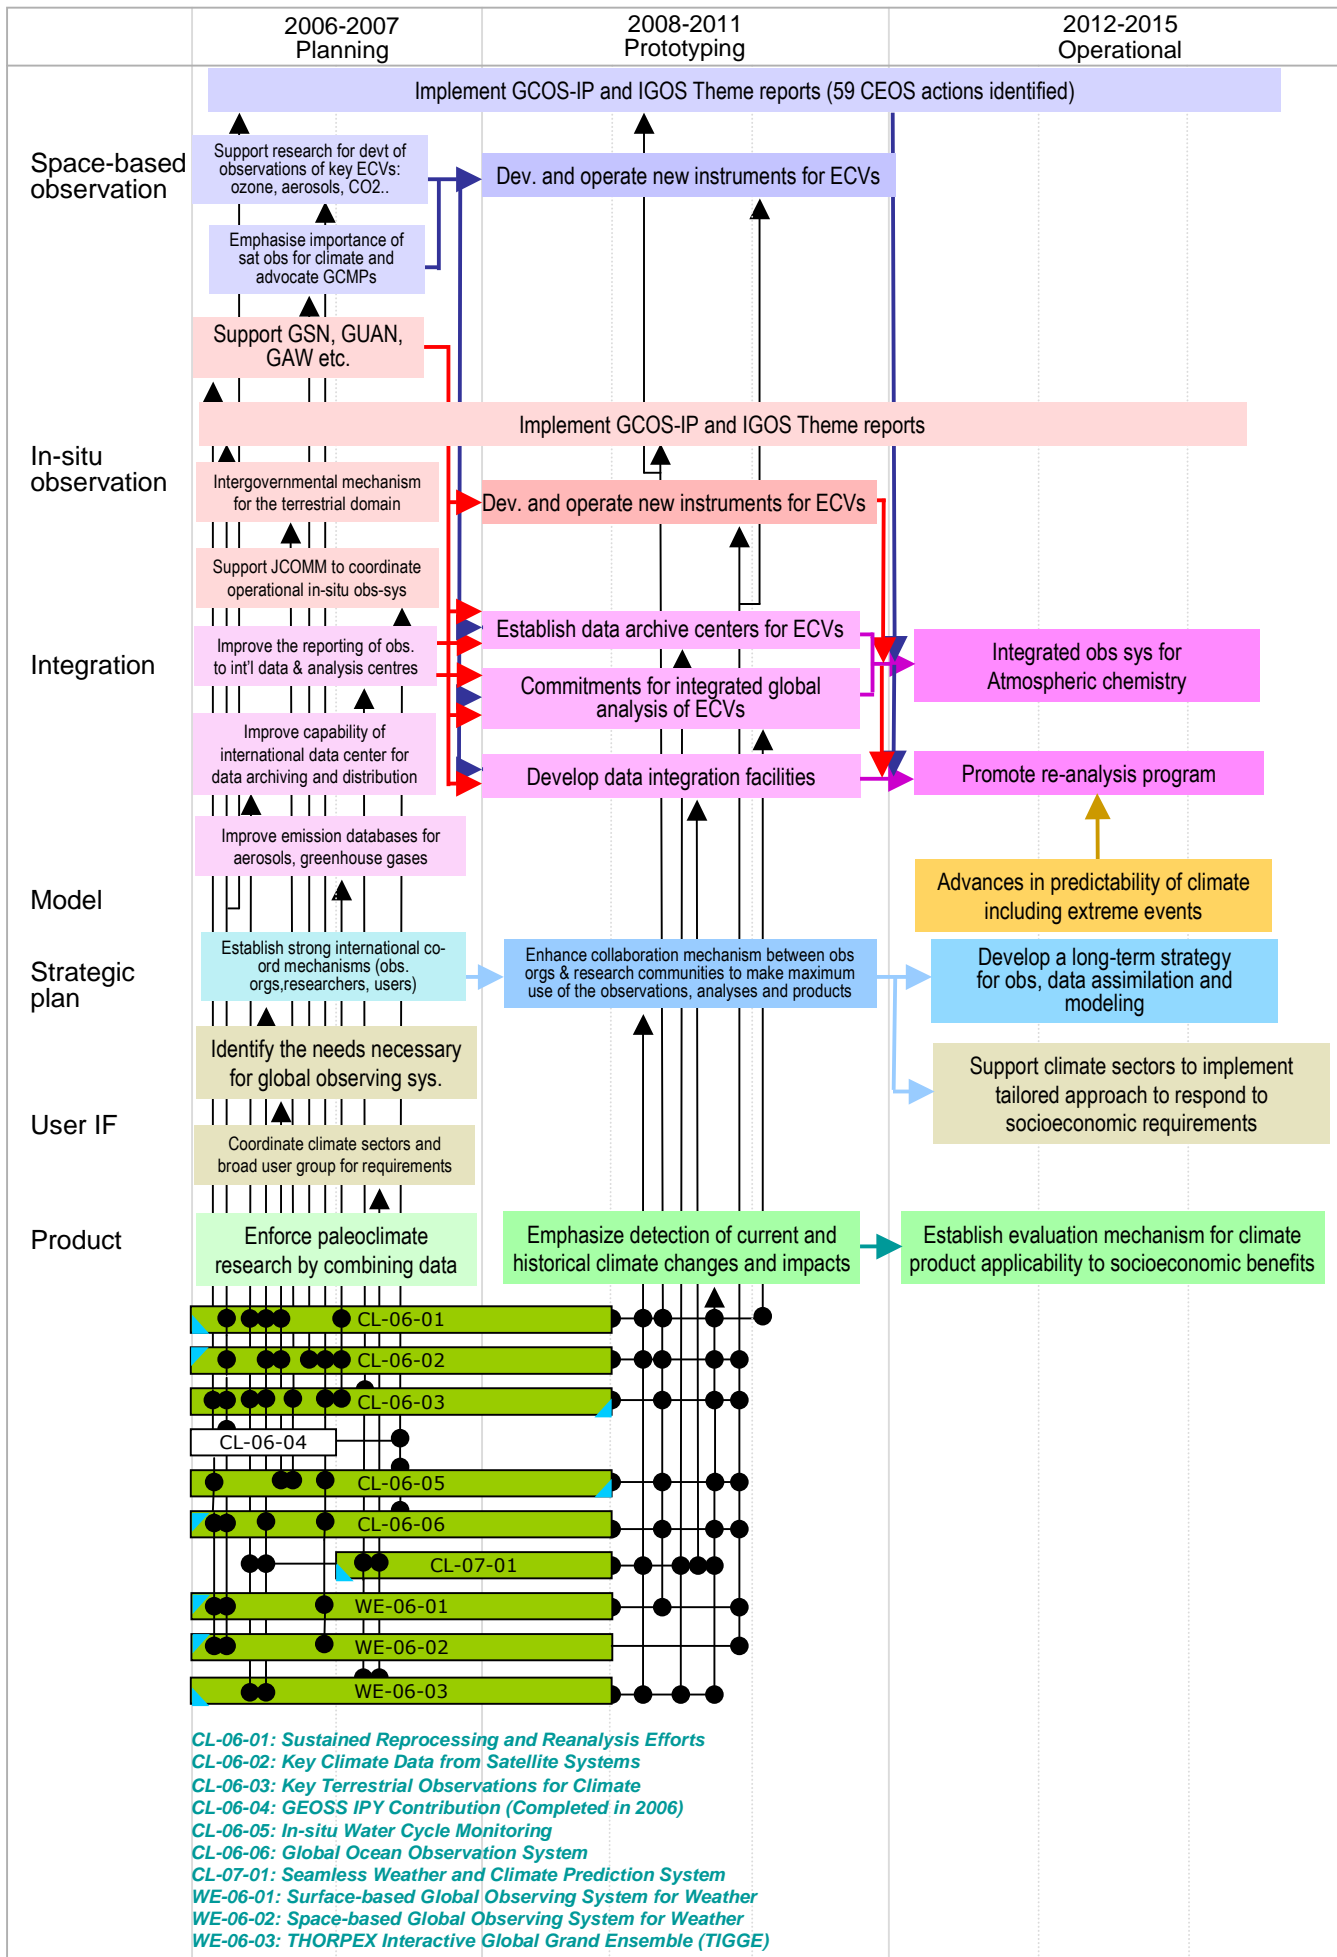 2006-2007
Planning
2008-2011
Prototyping
2012-2015
Operational
Implement GCOS-IP and IGOS Theme reports (59 CEOS actions identified)
Space-based
observation
Support research for devt of
observations of key ECVs:
ozone, aerosols, CO2..
Dev. and operate new instruments for ECVs
Emphasise importance of
sat obs for climate and
advocate GCMPs
Support GSN, GUAN,
GAW etc.
Implement GCOS-IP and IGOS Theme reports
In-situ
observation
Intergovernmental mechanism
for the terrestrial domain
Dev. and operate new instruments for ECVs
Support JCOMM to coordinate
operational in-situ obs-sys
Integration
Improve the reporting of obs.
to int'l data & analysis centres
Establish data archive centers for ECVs
Commitments for integrated global
analysis of ECVs
Integrated obs sys for
Atmospheric chemistry
Improve capability of
international data center for
data archiving and distribution
Develop data integration facilities
Promote re-analysis program
Improve emission databases for
aerosols, greenhouse gases
Model
Advances in predictability of climate
including extreme events
Strategic
plan
Establish strong international co-
ord mechanisms (obs.
orgs,researchers, users)
Enhance collaboration mechanism between obs
orgs & research communities to make maximum
use of the observations, analyses and products
Develop a long-term strategy
for obs, data assimilation and
modeling
Identify the needs necessary
for global observing sys.
Support climate sectors to implement
tailored approach to respond to
socioeconomic requirements
User IF
Coordinate climate sectors and
broad user group for requirements
Product
Enforce paleoclimate
research by combining data
Emphasize detection of current and
historical climate changes and impacts
Establish evaluation mechanism for climate
product applicability to socioeconomic benefits
CL-06-01
CL-06-02
CL-06-03
CL-06-04
CL-06-05
CL-06-06
CL-07-01
WE-06-01
WE-06-02
WE-06-03
CL-06-01: Sustained Reprocessing and Reanalysis Efforts
CL-06-02: Key Climate Data from Satellite Systems
CL-06-03: Key Terrestrial Observations for Climate
CL-06-04: GEOSS IPY Contribution (Completed in 2006)
CL-06-05: In-situ Water Cycle Monitoring
CL-06-06: Global Ocean Observation System
CL-07-01: Seamless Weather and Climate Prediction System
WE-06-01: Surface-based Global Observing System for Weather
WE-06-02: Space-based Global Observing System for Weather
WE-06-03: THORPEX Interactive Global Grand Ensemble (TIGGE)